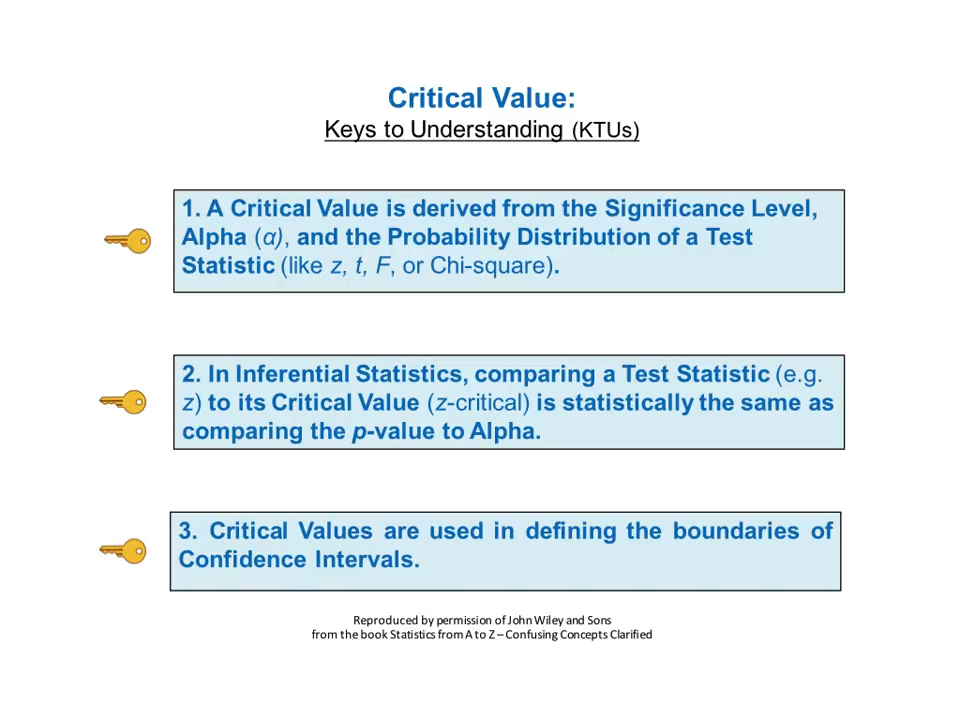 Critical Value:
Keys to Understanding (KTUs)
1. A Critical Value is derived from the Significance Level,
Alpha (α), and the Probability Distribution of a Test
Statistic (like z, t, F, or Chi-square).
2. In Inferential Statistics, comparing a Test Statistic (e.g.
z) to its Critical Value (z-critical) is statistically the same as
comparing the p-value to Alpha.
3. Critical Values are used in defining the boundaries of
Confidence Intervals.
Reproduced by permission of John Wiley and Sons
from the book Statistics from A to Z – Confusing Concepts Clarified